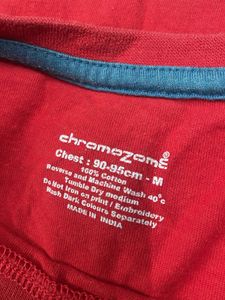 chromozome®
Chest : 90-95cm - M
100% Cotton
Reverse and Machine Wash 40°c
Tumble Dry medium
Do Not Iron on print / Embroidery
Wash Dark Colours Separately
MADE IN INDIA